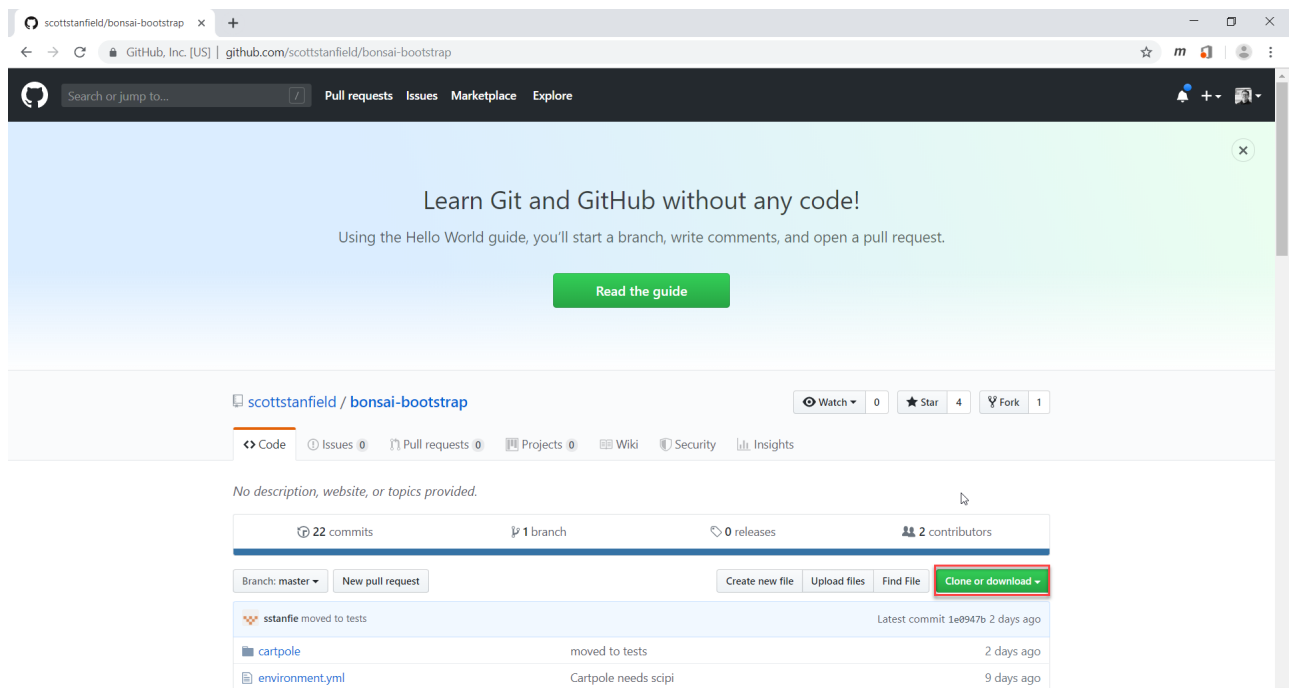 scottstanfield/bonsai-bootstrap
GitHub, Inc. [US] | github.com/scottstanfield/bonsai-bootstrap
m
Search or jump to... /
Pull requests Issues Marketplace Explore
Learn Git and GitHub without any code!
Using the Hello World guide, you'll start a branch, write comments, and open a pull request.
Read the guide
scottstanfield / bonsai-bootstrap
Watch 0 Star 4 Fork 1
Code Issues 0 Pull requests 0 Projects 0 Wiki Security Insights
No description, website, or topics provided.
22 commits 1 branch 0 releases 2 contributors
Branch: master New pull request Create new file Upload files Find File Clone or download
sstanfie moved to tests Latest commit 1e0947b 2 days ago
cartpole moved to tests 2 days ago
environment.yml Cartpole needs scipi 9 days ago